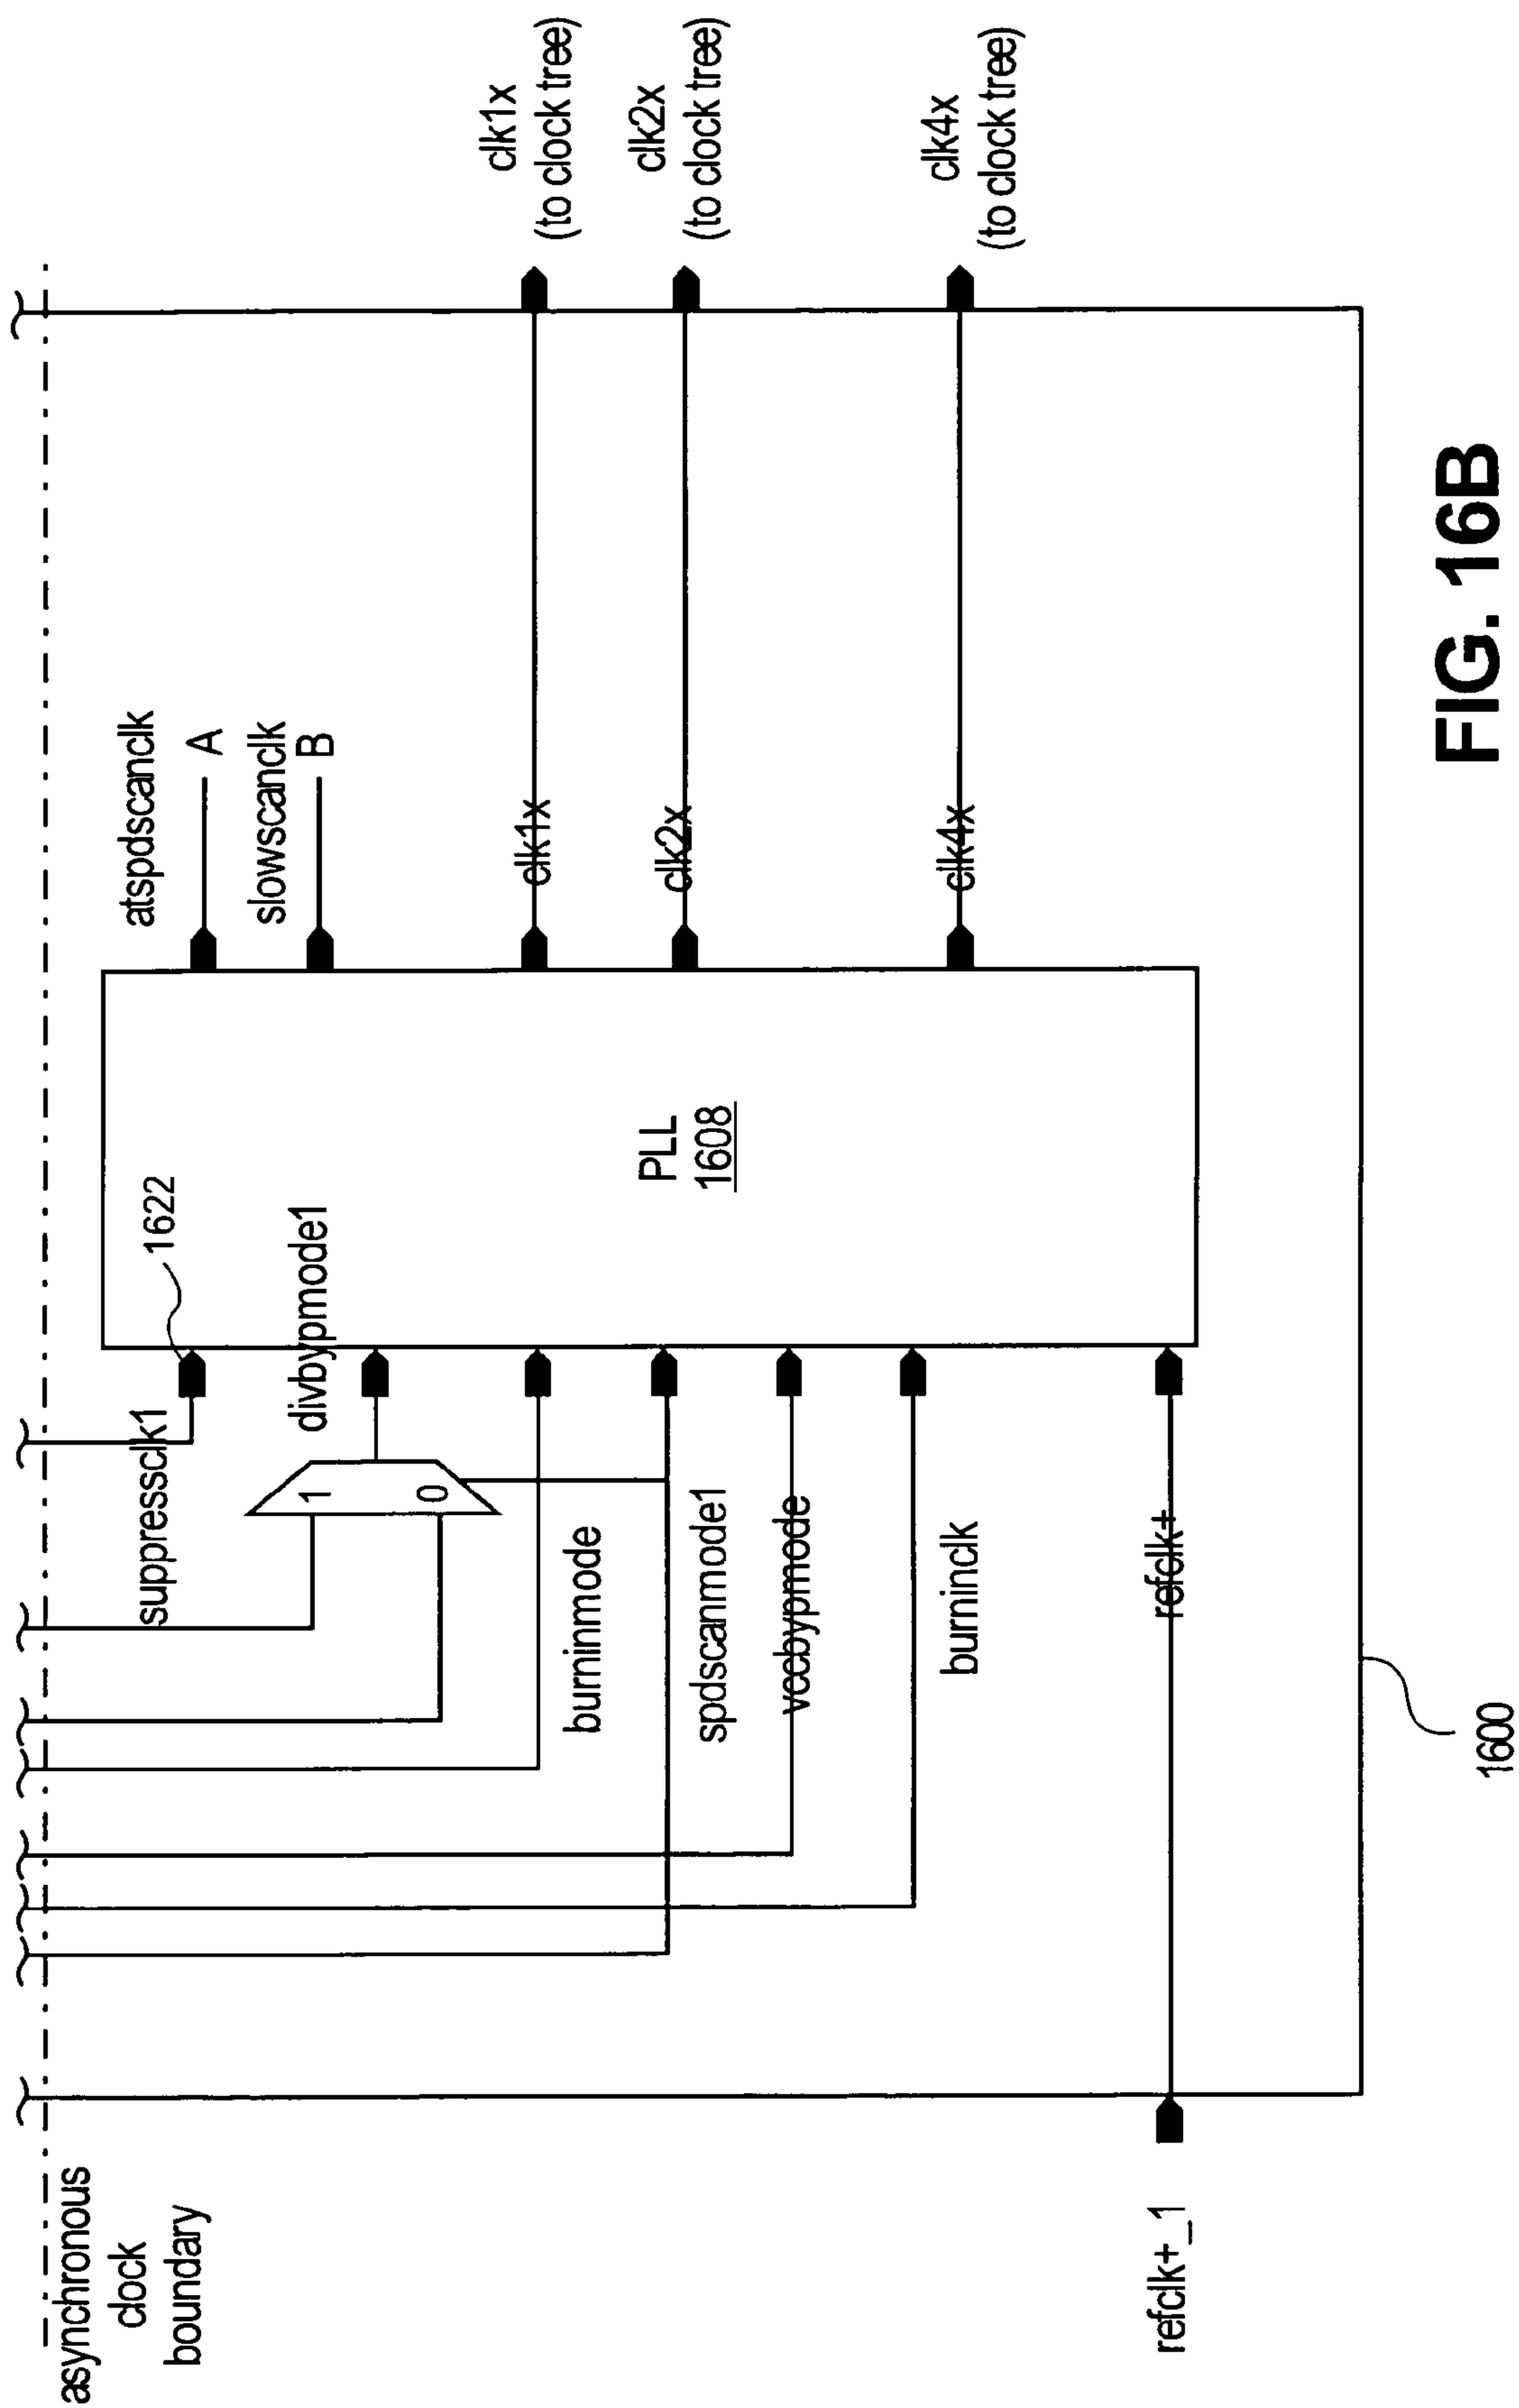 asynchronous
clock
boundary
suppressclk1
1622
divbypmode1
1
0
burninmode
spdscanmode1
vcobypmode
burninclk
refclk+
refclk+_1
PLL
1608
atspdscanclk
A
slowscanclk
B
clk1x
clk2x
clk4x
clk1x
(to clock tree)
clk2x
(to clock tree)
clk4x
(to clock tree)
1600
FIG. 16B